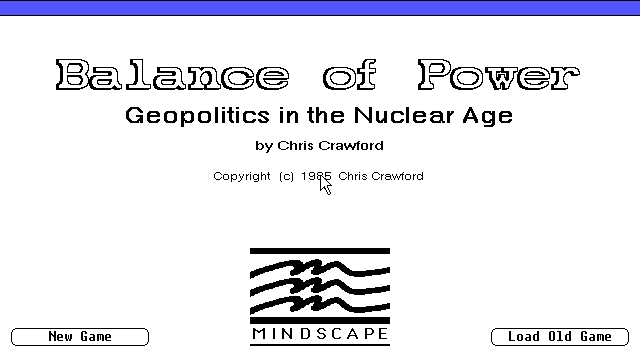 Balance of Power
Geopolitics in the Nuclear Age
by Chris Crawford
Copyright (c) 1985 Chris Crawford
MINDSCAPE
New Game
Load Old Game